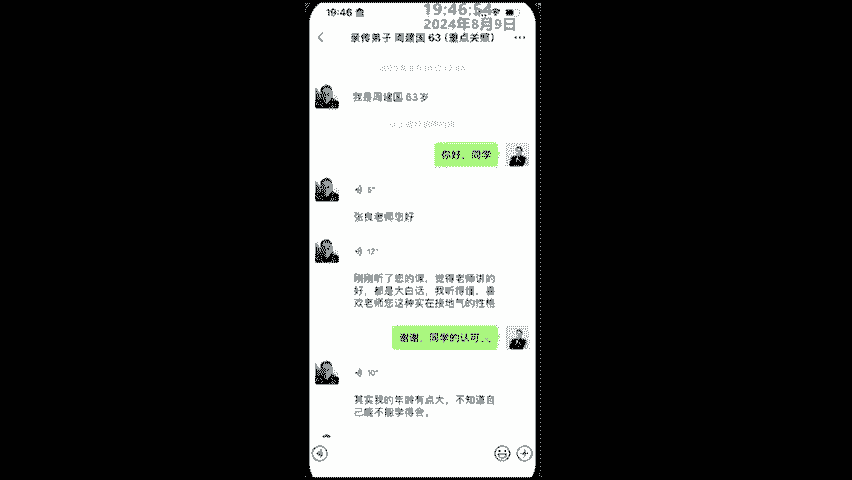 19:46
19:46:54
2024年8月9日
亲传弟子 周建国 63 (重点关照)
我是周建国 63岁
你好，同学
6"
张良老师您好
12"
刚刚听了您的课，觉得老师讲的
好，都是大白话，我听得懂，喜
欢老师您这种实在接地气的性格
谢谢，同学的认可、、
10"
其实我的年龄有点大，不知道自
己能不能学得会。